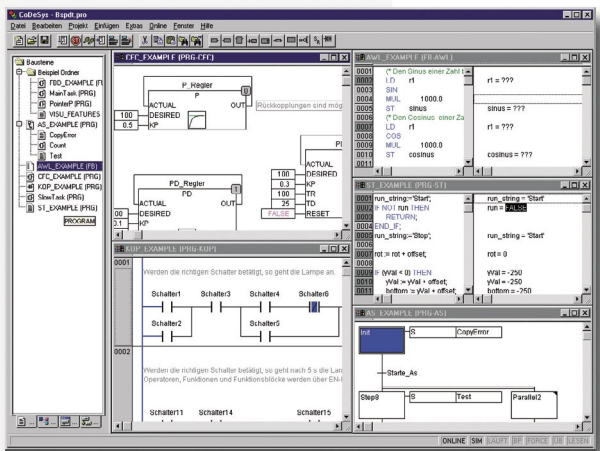 CoDeSys - Bspdt.pro
Datei Bearbeiten Projekt Einfügen Extras Online Fenster Hilfe
Bausteine
Beispiel Ordner
FBD_EXAMPLE (F
MainTask (PRG)
PointerP (PRG)
VISU_FEATURES
AS_EXAMPLE (PRG)
CopyError
Count
Test
AWL_EXAMPLE (FB)
CFC_EXAMPLE (PRG)
KOP_EXAMPLE (PRG)
SlowTask (PRG)
ST_EXAMPLE (PRG)
PROGRAM
CFC_EXAMPLE (PRG-CFC)
P_Regler
P
0
ACTUAL OUT
100 DESIRED
0.5 KP
Rückkopplungen sind mög
PD_Regler
PD
1
ACTUAL OUT
00 DESIRED
0.1 KP
PI
ACTUAL
100 DESIRED
0.3 KP
100 TR
25 TD
FALSE RESET
KOP_EXAMPLE (PRG-KOP)
0001
Werden die richtigen Schalter betätigt, so geht die Lampe an.
Schalter1 Schalter3 Schalter4 Schalter6
Schalter2 Schalter5
0002
Werden die richtigen Schalter betätigt, so geht nach 5 s die Lan
Operatoren, Funktionen und Funktionsblöcke werden über EN-I
Schalter11 Schalter14 Schalter15
AWL_EXAMPLE (FB-AWL)
0001 (* Den Sinus einer Zahl
0002 LD r1 r1 = ???
0003 SIN
0004 MUL 1000.0
0005 ST sinus sinus = ???
0006 (* Den Cosinus einer Za
0007 LD r1 r1 = ???
0008 COS
0009 MUL 1000.0
0010 ST cosinus cosinus = ???
0011
ST_EXAMPLE (PRG-ST)
0001 run_string:='Start'; run_string = 'Start'
0002 IF NOT run THEN run = FALSE
0003 RETURN;
0004 END_IF;
0005 run_string:='Stop'; run_string = 'Start'
0006
0007 rot := rot + offset; rot = 0
0008
0009 IF (yVal < 0) THEN yVal = -250
0010 yVal := yVal + offset; yVal = -250
0011 bottom := yVal + offset; bottom = -250
AS_EXAMPLE (PRG-AS)
Init S CopyError
Starte_As
Step8 S Test Parallel2
ONLINE SIM LÄUFT BP FORCE ÜB LESEN